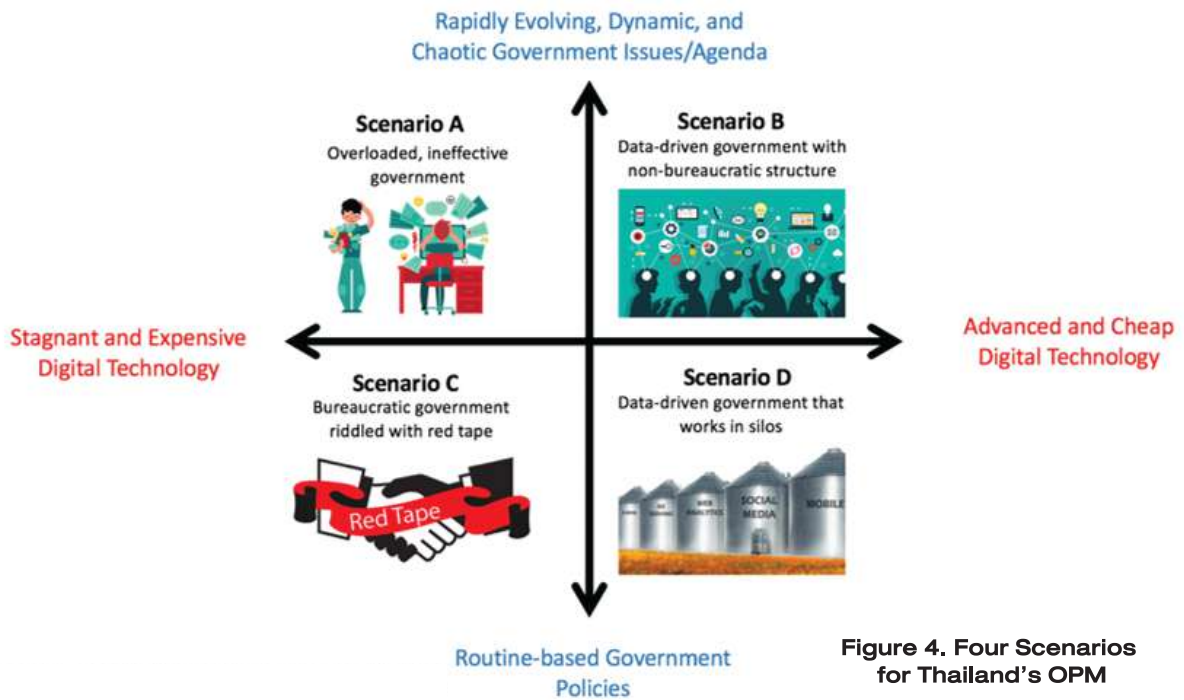 Rapidly Evolving, Dynamic, and
Chaotic Government Issues/Agenda
Scenario A
Overloaded, ineffective
government
Scenario B
Data-driven government with
non-bureaucratic structure
Stagnant and Expensive
Digital Technology
Advanced and Cheap
Digital Technology
Scenario C
Bureaucratic government
riddled with red tape
Red Tape
Scenario D
Data-driven government that
works in silos
WEB
ANALYTICS
SOCIAL
MEDIA
MOBILE
Routine-based Government
Policies
Figure 4. Four Scenarios
for Thailand's OPM